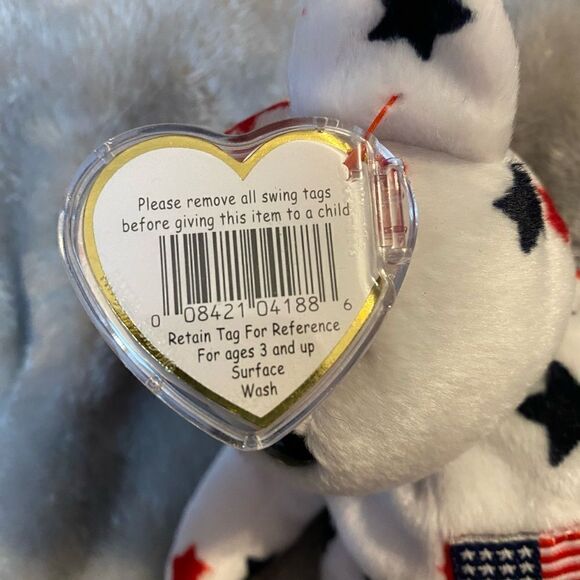 Please remove all swing tags
before giving this item to a child
0 08421 04188 6
Retain Tag For Reference
For ages 3 and up
Surface
Wash